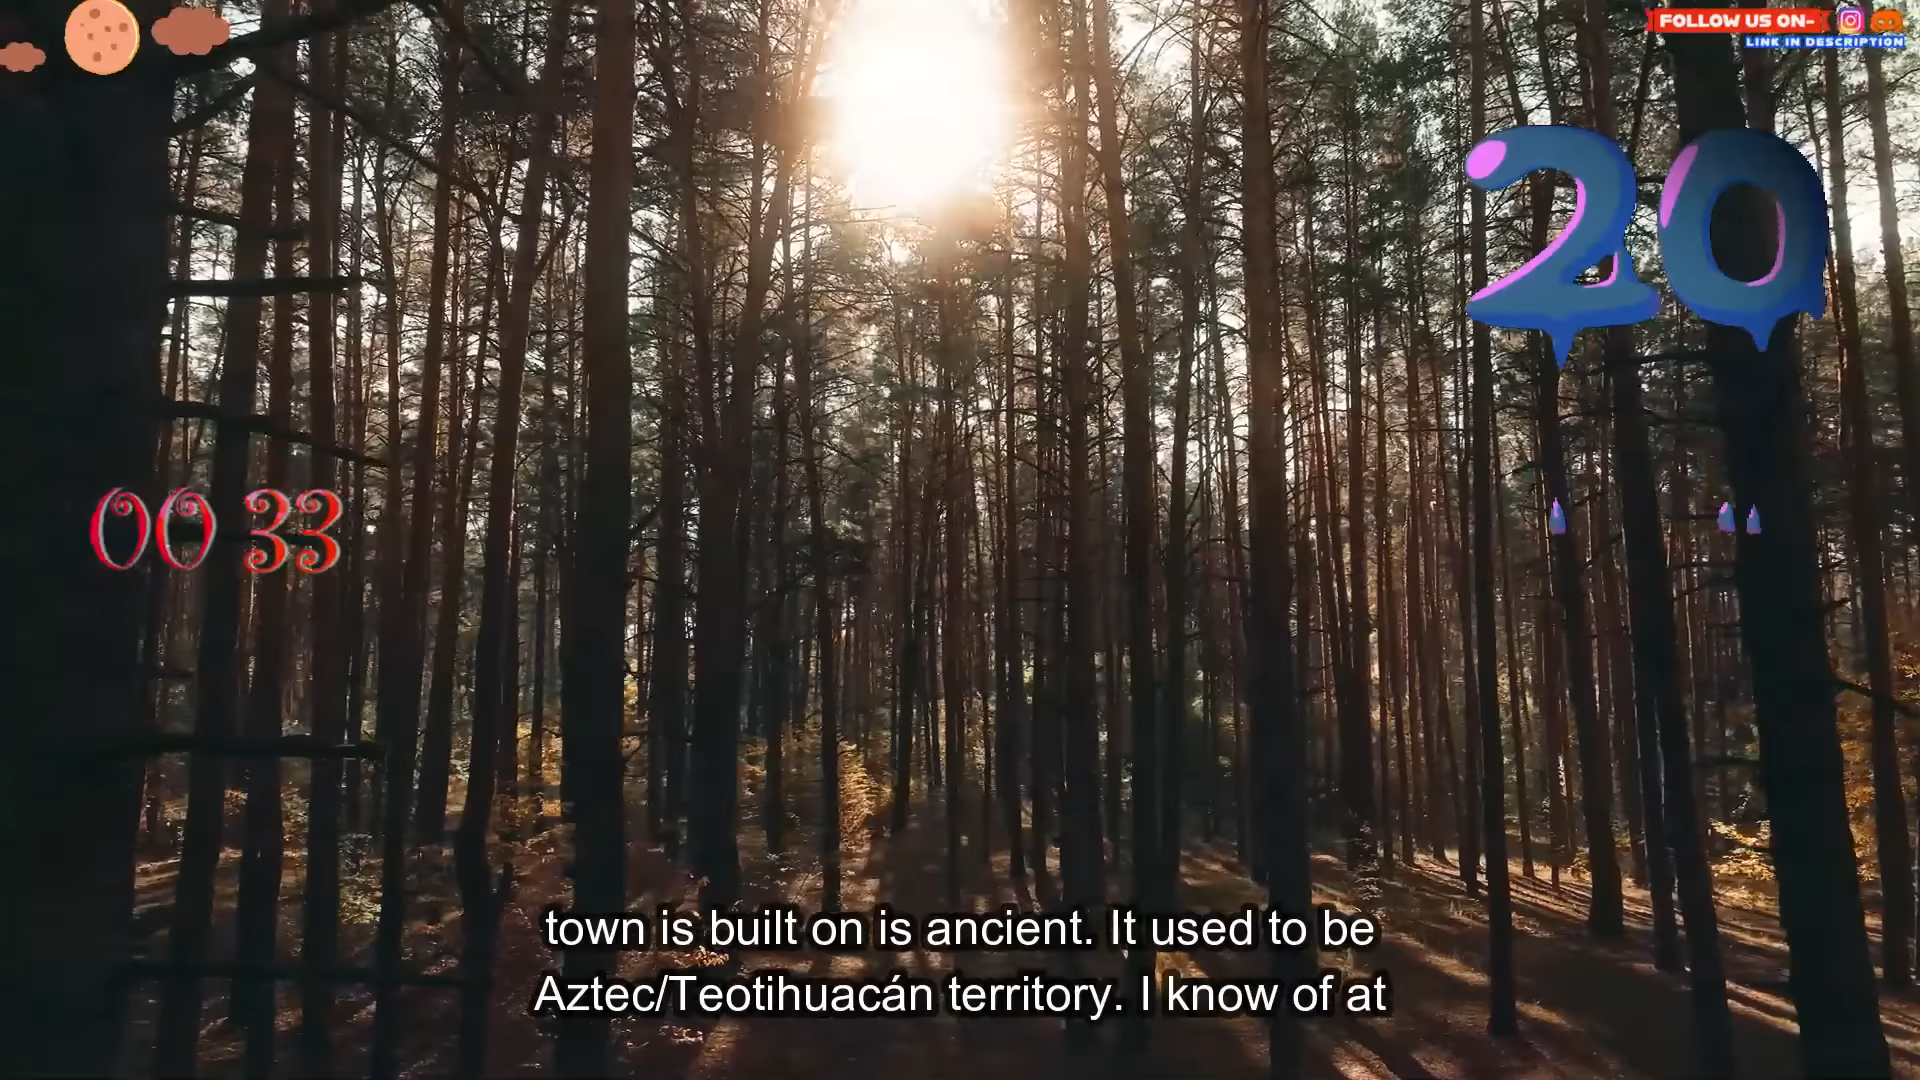 FOLLOW US ON-
LINK IN DESCRIPTION
20
00 33
town is built on is ancient. It used to be
Aztec/Teotihuacán territory. I know of at